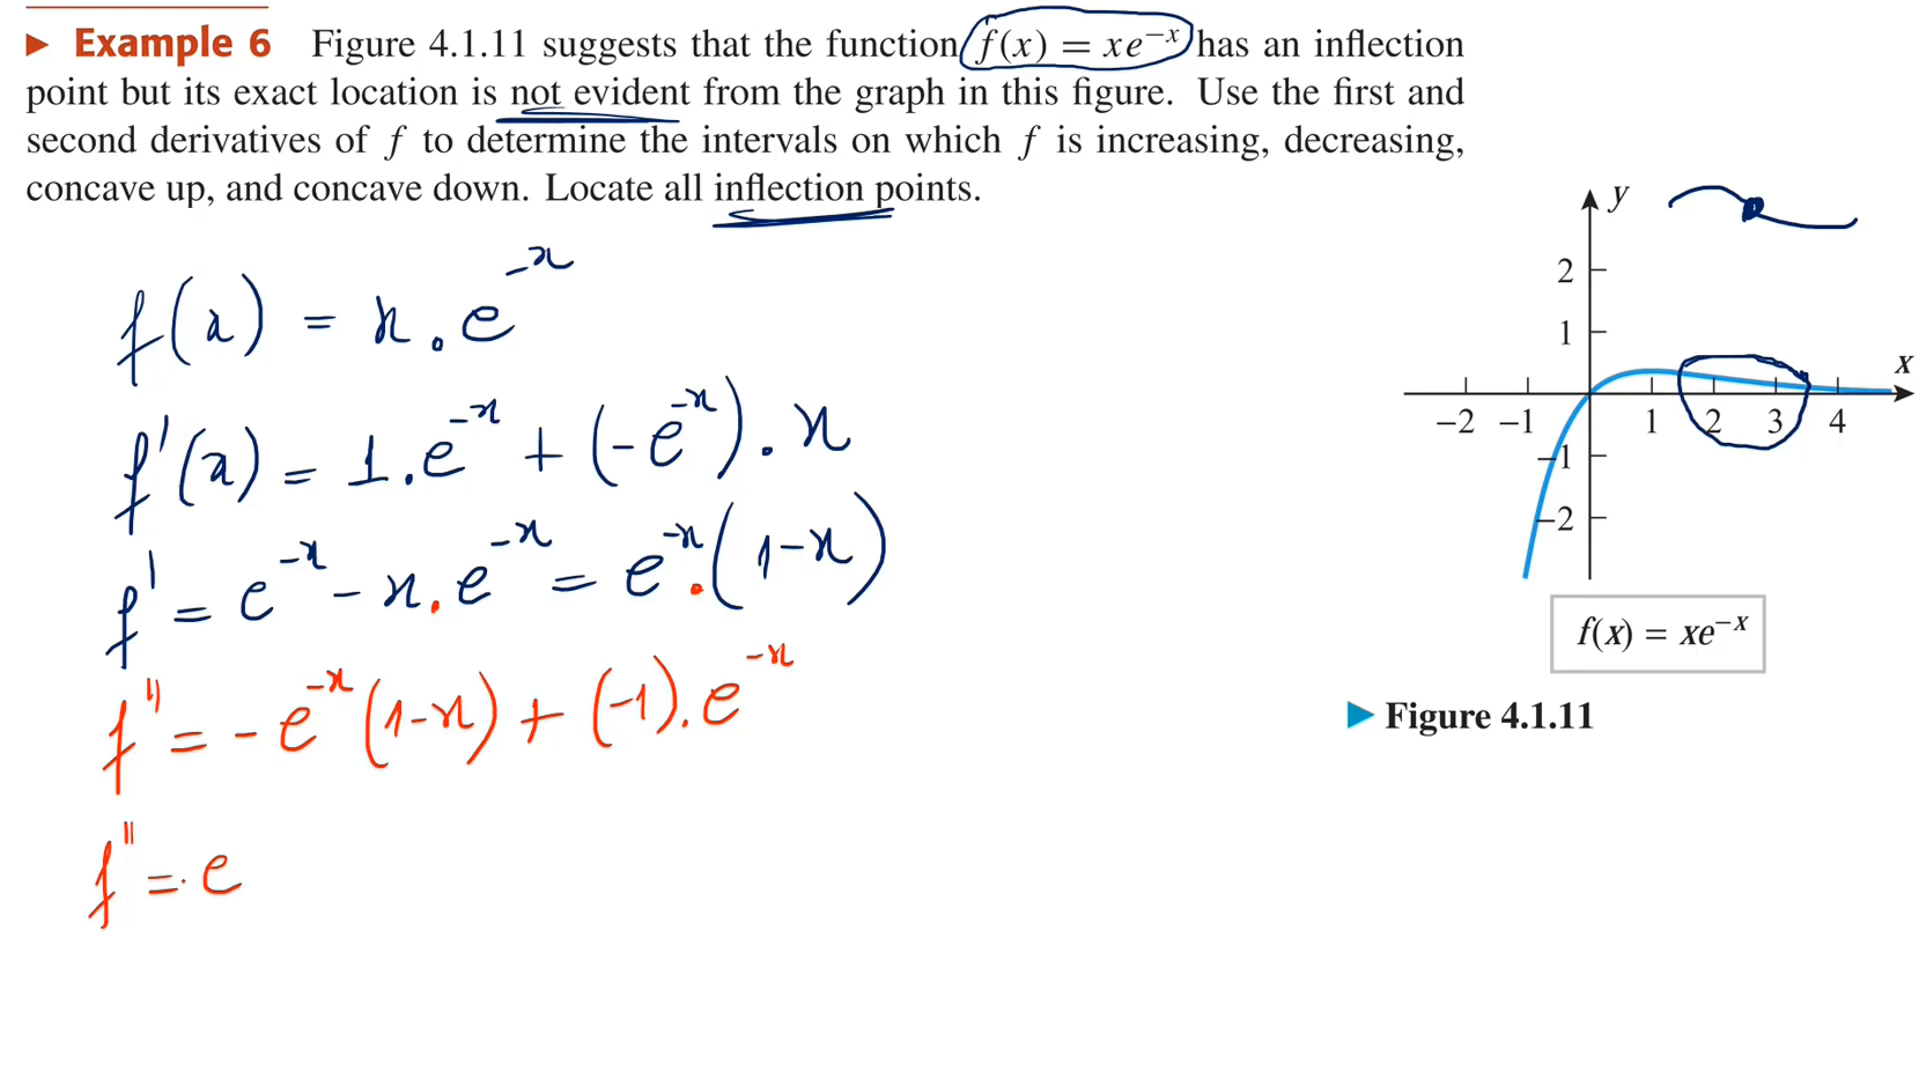 ▶ Example 6 Figure 4.1.11 suggests that the function f(x) = xe⁻ˣ has an inflection
point but its exact location is not evident from the graph in this figure. Use the first and
second derivatives of f to determine the intervals on which f is increasing, decreasing,
concave up, and concave down. Locate all inflection points.
f(x) = x . e⁻ˣ
f'(x) = 1 . e⁻ˣ + (-e⁻ˣ) . x
f' = e⁻ˣ - x . e⁻ˣ = e⁻ˣ . (1-x)
f'' = -e⁻ˣ (1-x) + (-1) . e⁻ˣ
f'' = . e
y
2
1
x
-2 -1 1 2 3 4
-1
-2
f(x) = xe⁻ˣ
▶ Figure 4.1.11